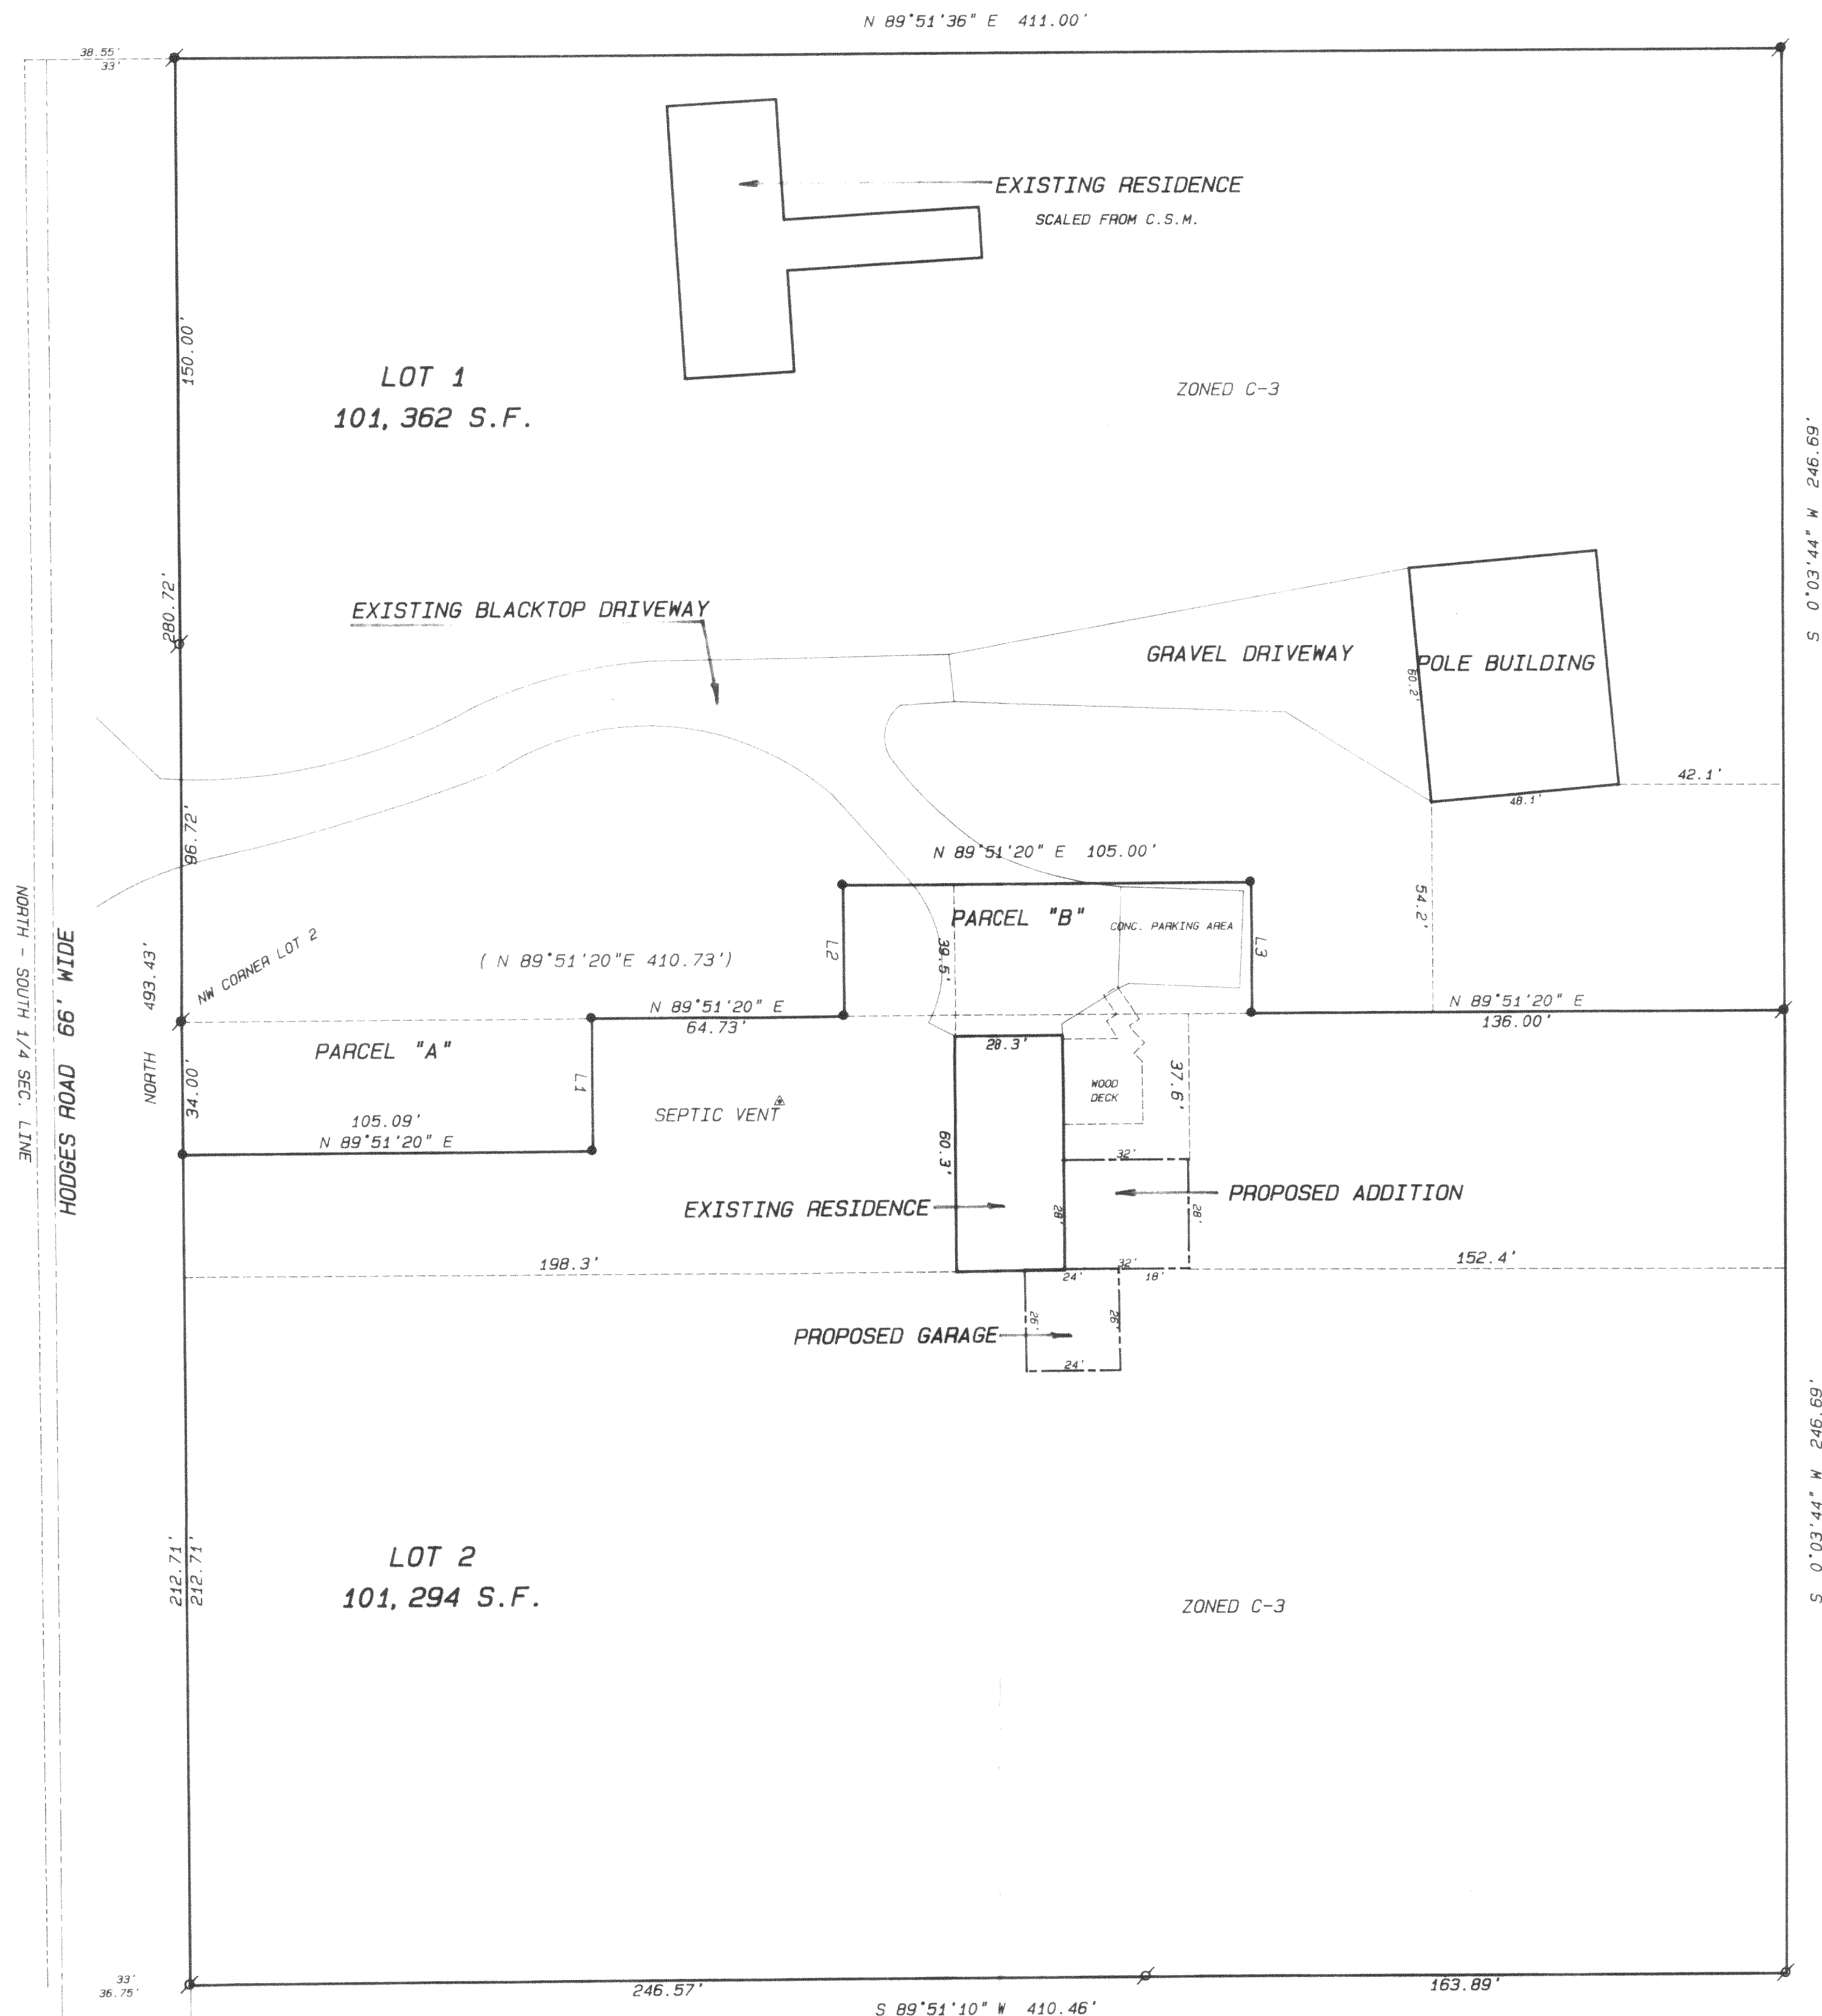 N 89°51'36" E 411.00'
38.55'
33'
EXISTING RESIDENCE
SCALED FROM C.S.M.
150.00'
LOT 1
101,362 S.F.
ZONED C-3
S 0°03'44" W 246.69'
280.72'
EXISTING BLACKTOP DRIVEWAY
GRAVEL DRIVEWAY
POLE BUILDING
60.2'
48.1'
42.1'
96.72'
54.2'
N 89°51'20" E 105.00'
PARCEL "B"
CONC. PARKING AREA
L2
39.5'
L3
NORTH - SOUTH 1/4 SEC. LINE
HODGES ROAD 66' WIDE
NORTH 493.43'
NW CORNER LOT 2
( N 89°51'20"E 410.73')
N 89°51'20" E
64.73'
N 89°51'20" E
136.00'
PARCEL "A"
34.00'
L1
105.09'
N 89°51'20" E
SEPTIC VENT
28.3'
60.3'
WOOD
DECK
37.6'
32'
EXISTING RESIDENCE
28'
28'
PROPOSED ADDITION
198.3'
32'
24'
18'
152.4'
26'
26'
PROPOSED GARAGE
24'
212.71'
212.71'
LOT 2
101,294 S.F.
ZONED C-3
S 0°03'44" W 246.69'
33'
36.75'
246.57'
163.89'
S 89°51'10" W 410.46'